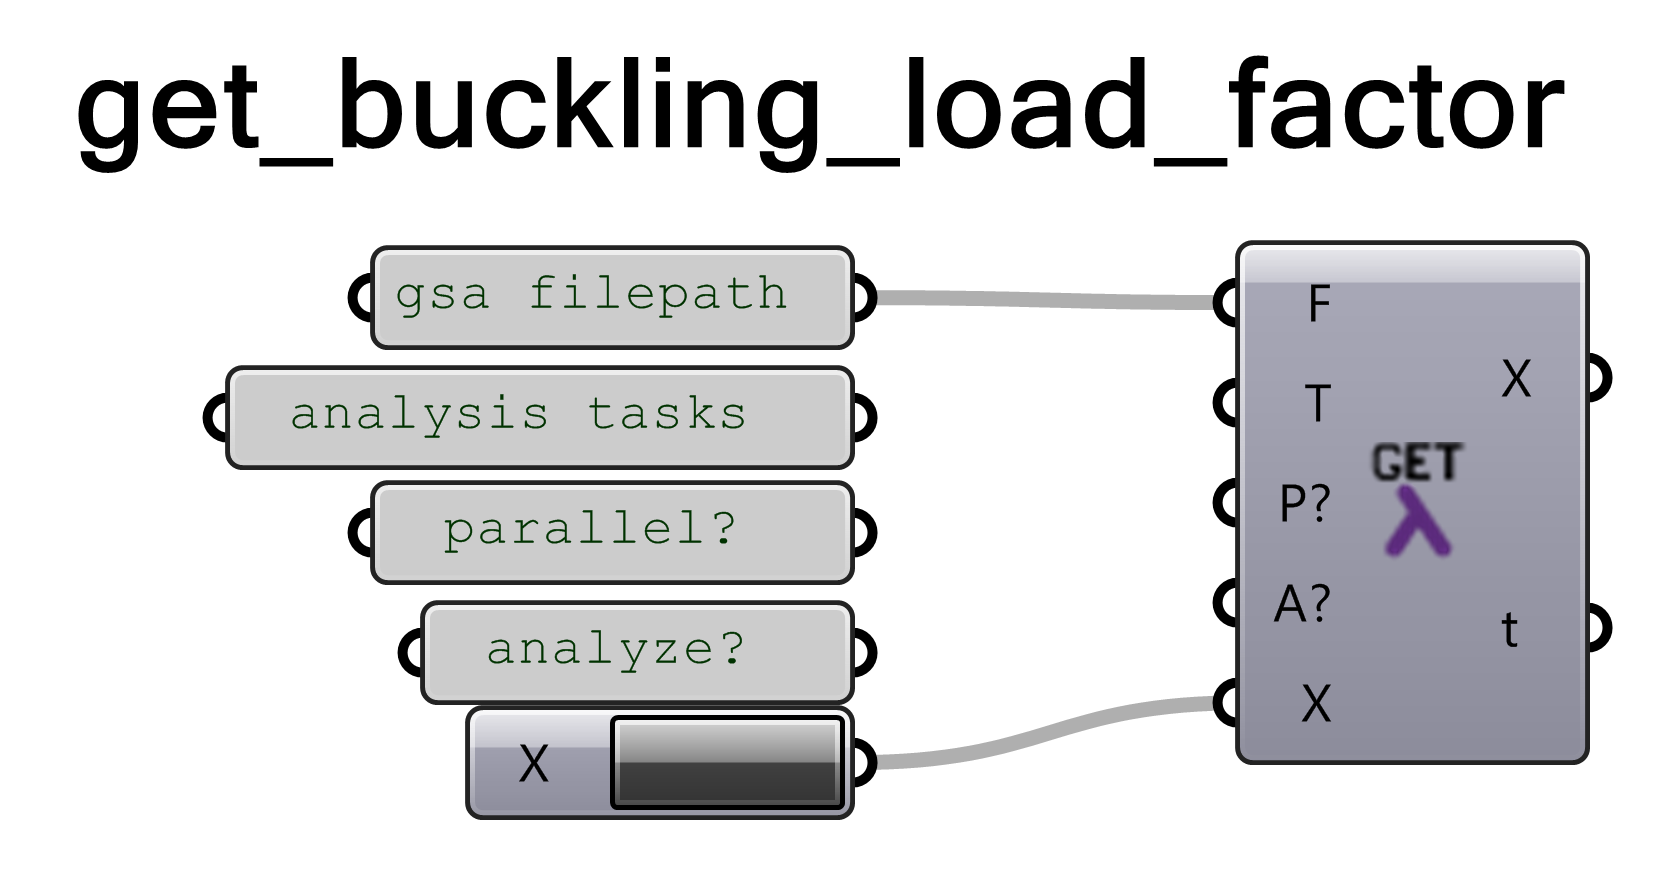 get_buckling_load_factor
gsa filepath
analysis tasks
parallel?
analyze?
X
F
T
P?
A?
X
GET
λ
X
t